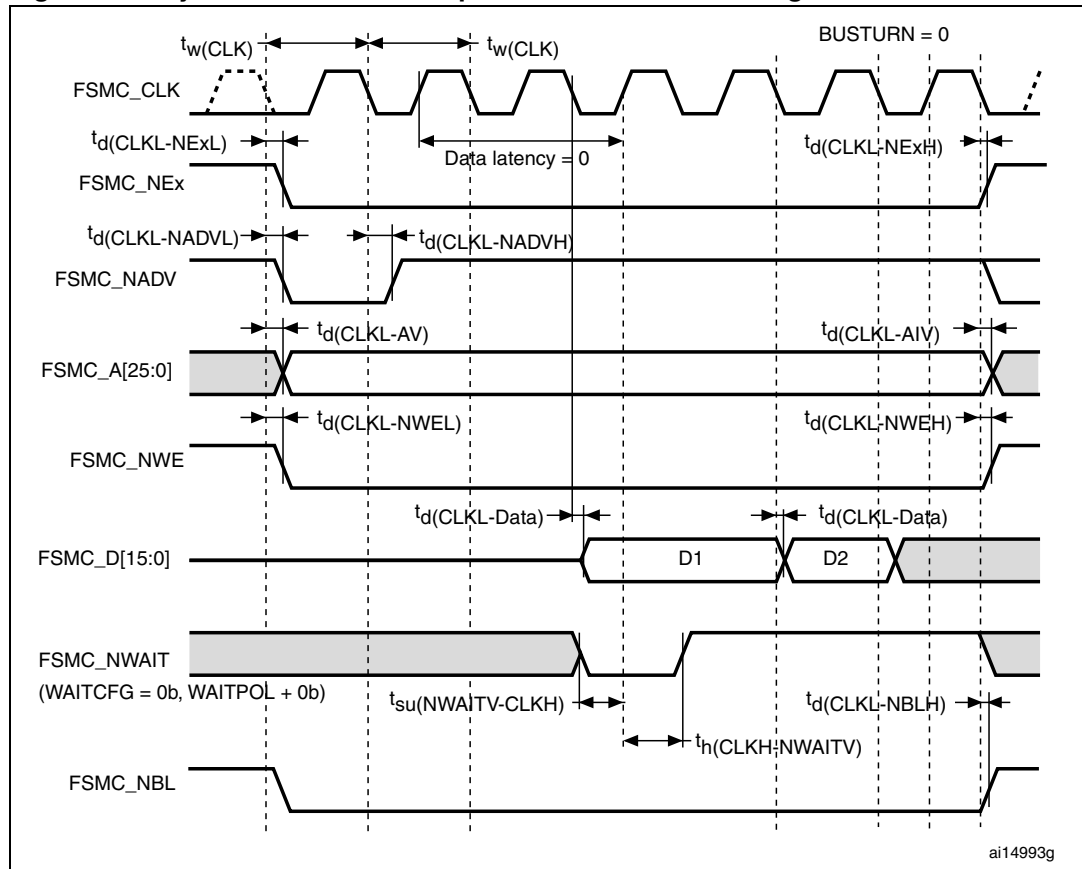 tw(CLK) tw(CLK) BUSTURN = 0
FSMC_CLK
td(CLKL-NExL) Data latency = 0 td(CLKL-NExH)
FSMC_NEx
td(CLKL-NADVL) td(CLKL-NADVH)
FSMC_NADV
td(CLKL-AV) td(CLKL-AIV)
FSMC_A[25:0]
td(CLKL-NWEL) td(CLKL-NWEH)
FSMC_NWE
td(CLKL-Data) td(CLKL-Data)
FSMC_D[15:0] D1 D2
FSMC_NWAIT
(WAITCFG = 0b, WAITPOL + 0b) tsu(NWAITV-CLKH) td(CLKL-NBLH)
th(CLKH-NWAITV)
FSMC_NBL
ai14993g